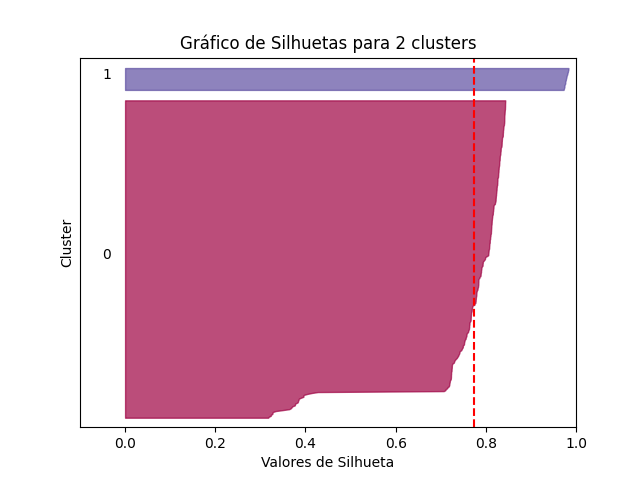 Gráfico de Silhuetas para 2 clusters
1
0
Cluster
0.0 0.2 0.4 0.6 0.8 1.0
Valores de Silhueta